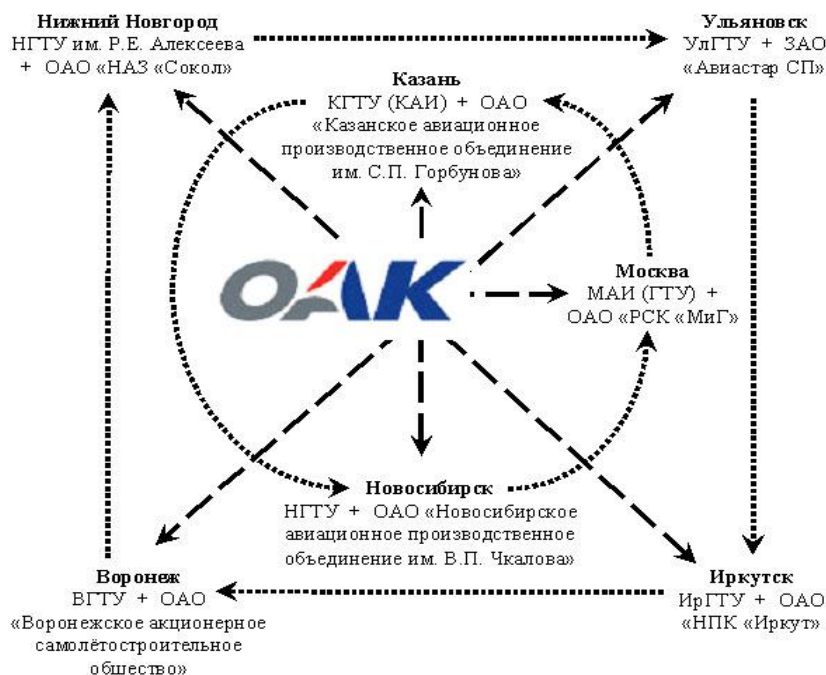 Нижний Новгород
НГТУ им. Р.Е. Алексеева
+ ОАО «НАЗ «Сокол»
Ульяновск
УлГТУ + ЗАО
«Авиастар СП»
Казань
КГТУ (КАИ) + ОАО
«Казанское авиационное
производственное объединение
им. С.П. Горбунова»
ОАК
Москва
МАИ (ГТУ) +
ОАО «РСК «МиГ»
Новосибирск
НГТУ + ОАО «Новосибирское
авиационное производственное
объединение им. В.П. Чкалова»
Воронеж
ВГТУ + ОАО
«Воронежское акционерное
самолётостроительное
общество»
Иркутск
ИрГТУ + ОАО
«НПК «Иркут»